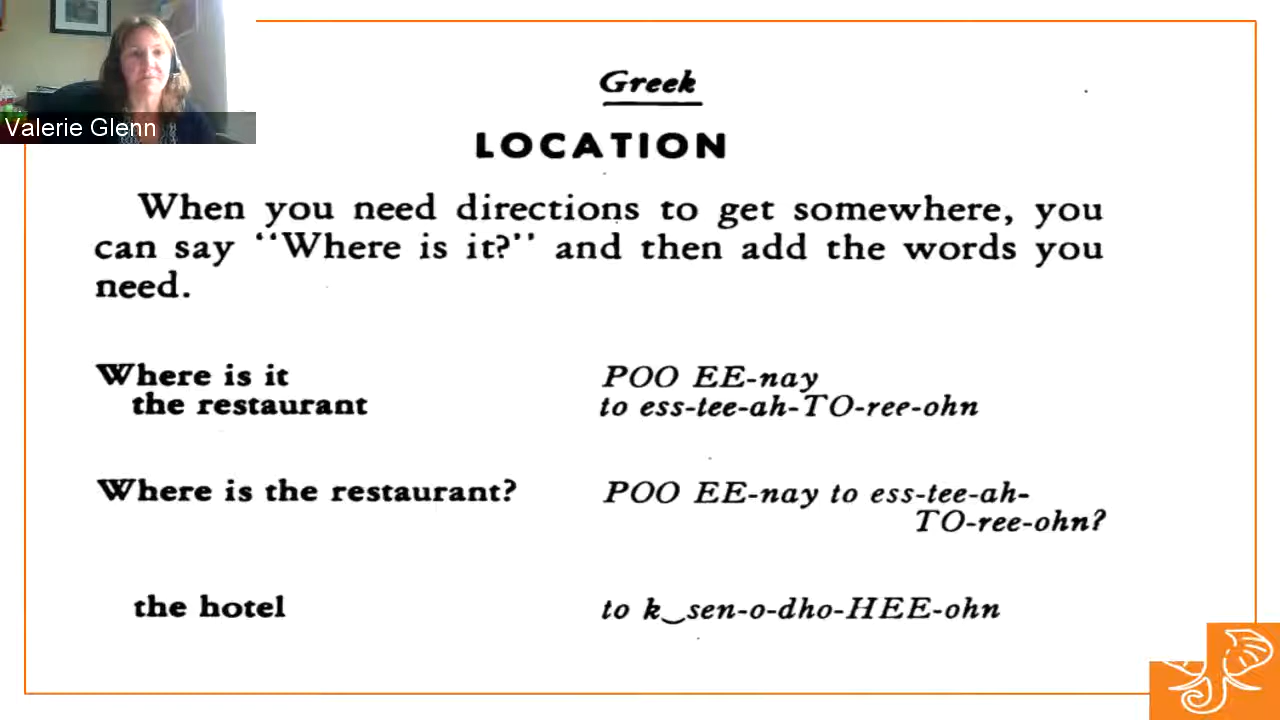 Valerie Glenn
Greek
LOCATION
When you need directions to get somewhere, you
can say "Where is it?" and then add the words you
need.
Where is it
POO EE-nay
the restaurant
to ess-tee-ah-TO-ree-ohn
Where is the restaurant?
POO EE-nay to ess-tee-ah-
TO-ree-ohn?
the hotel
to k‿sen-o-dho-HEE-ohn